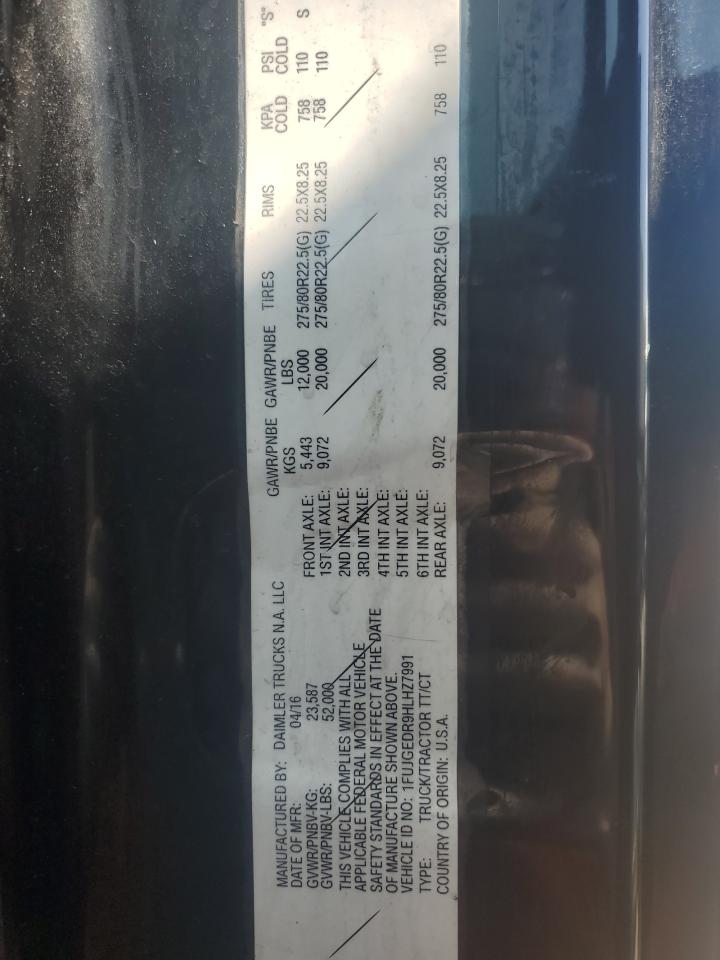 MANUFACTURED BY: DAIMLER TRUCKS N.A. LLC
DATE OF MFR: 04/16
GVWR/PNBV-KG: 23,587
GVWR/PNBV-LBS: 52,000
THIS VEHICLE COMPLIES WITH ALL
APPLICABLE FEDERAL MOTOR VEHICLE
SAFETY STANDARDS IN EFFECT AT THE DATE
OF MANUFACTURE SHOWN ABOVE.
VEHICLE ID NO: 1FUJGEDR9HLHZ7991
TYPE: TRUCK/TRACTOR TT/CT
COUNTRY OF ORIGIN: U.S.A.
GAWR/PNBE GAWR/PNBE TIRES RIMS KPA PSI "S"
KGS LBS COLD COLD
FRONT AXLE: 5,443 12,000 275/80R22.5(G) 22.5X8.25 758 110 S
1ST INT AXLE: 9,072 20,000 275/80R22.5(G) 22.5X8.25 758 110
2ND INT AXLE:
3RD INT AXLE:
4TH INT AXLE:
5TH INT AXLE:
6TH INT AXLE:
REAR AXLE: 9,072 20,000 275/80R22.5(G) 22.5X8.25 758 110